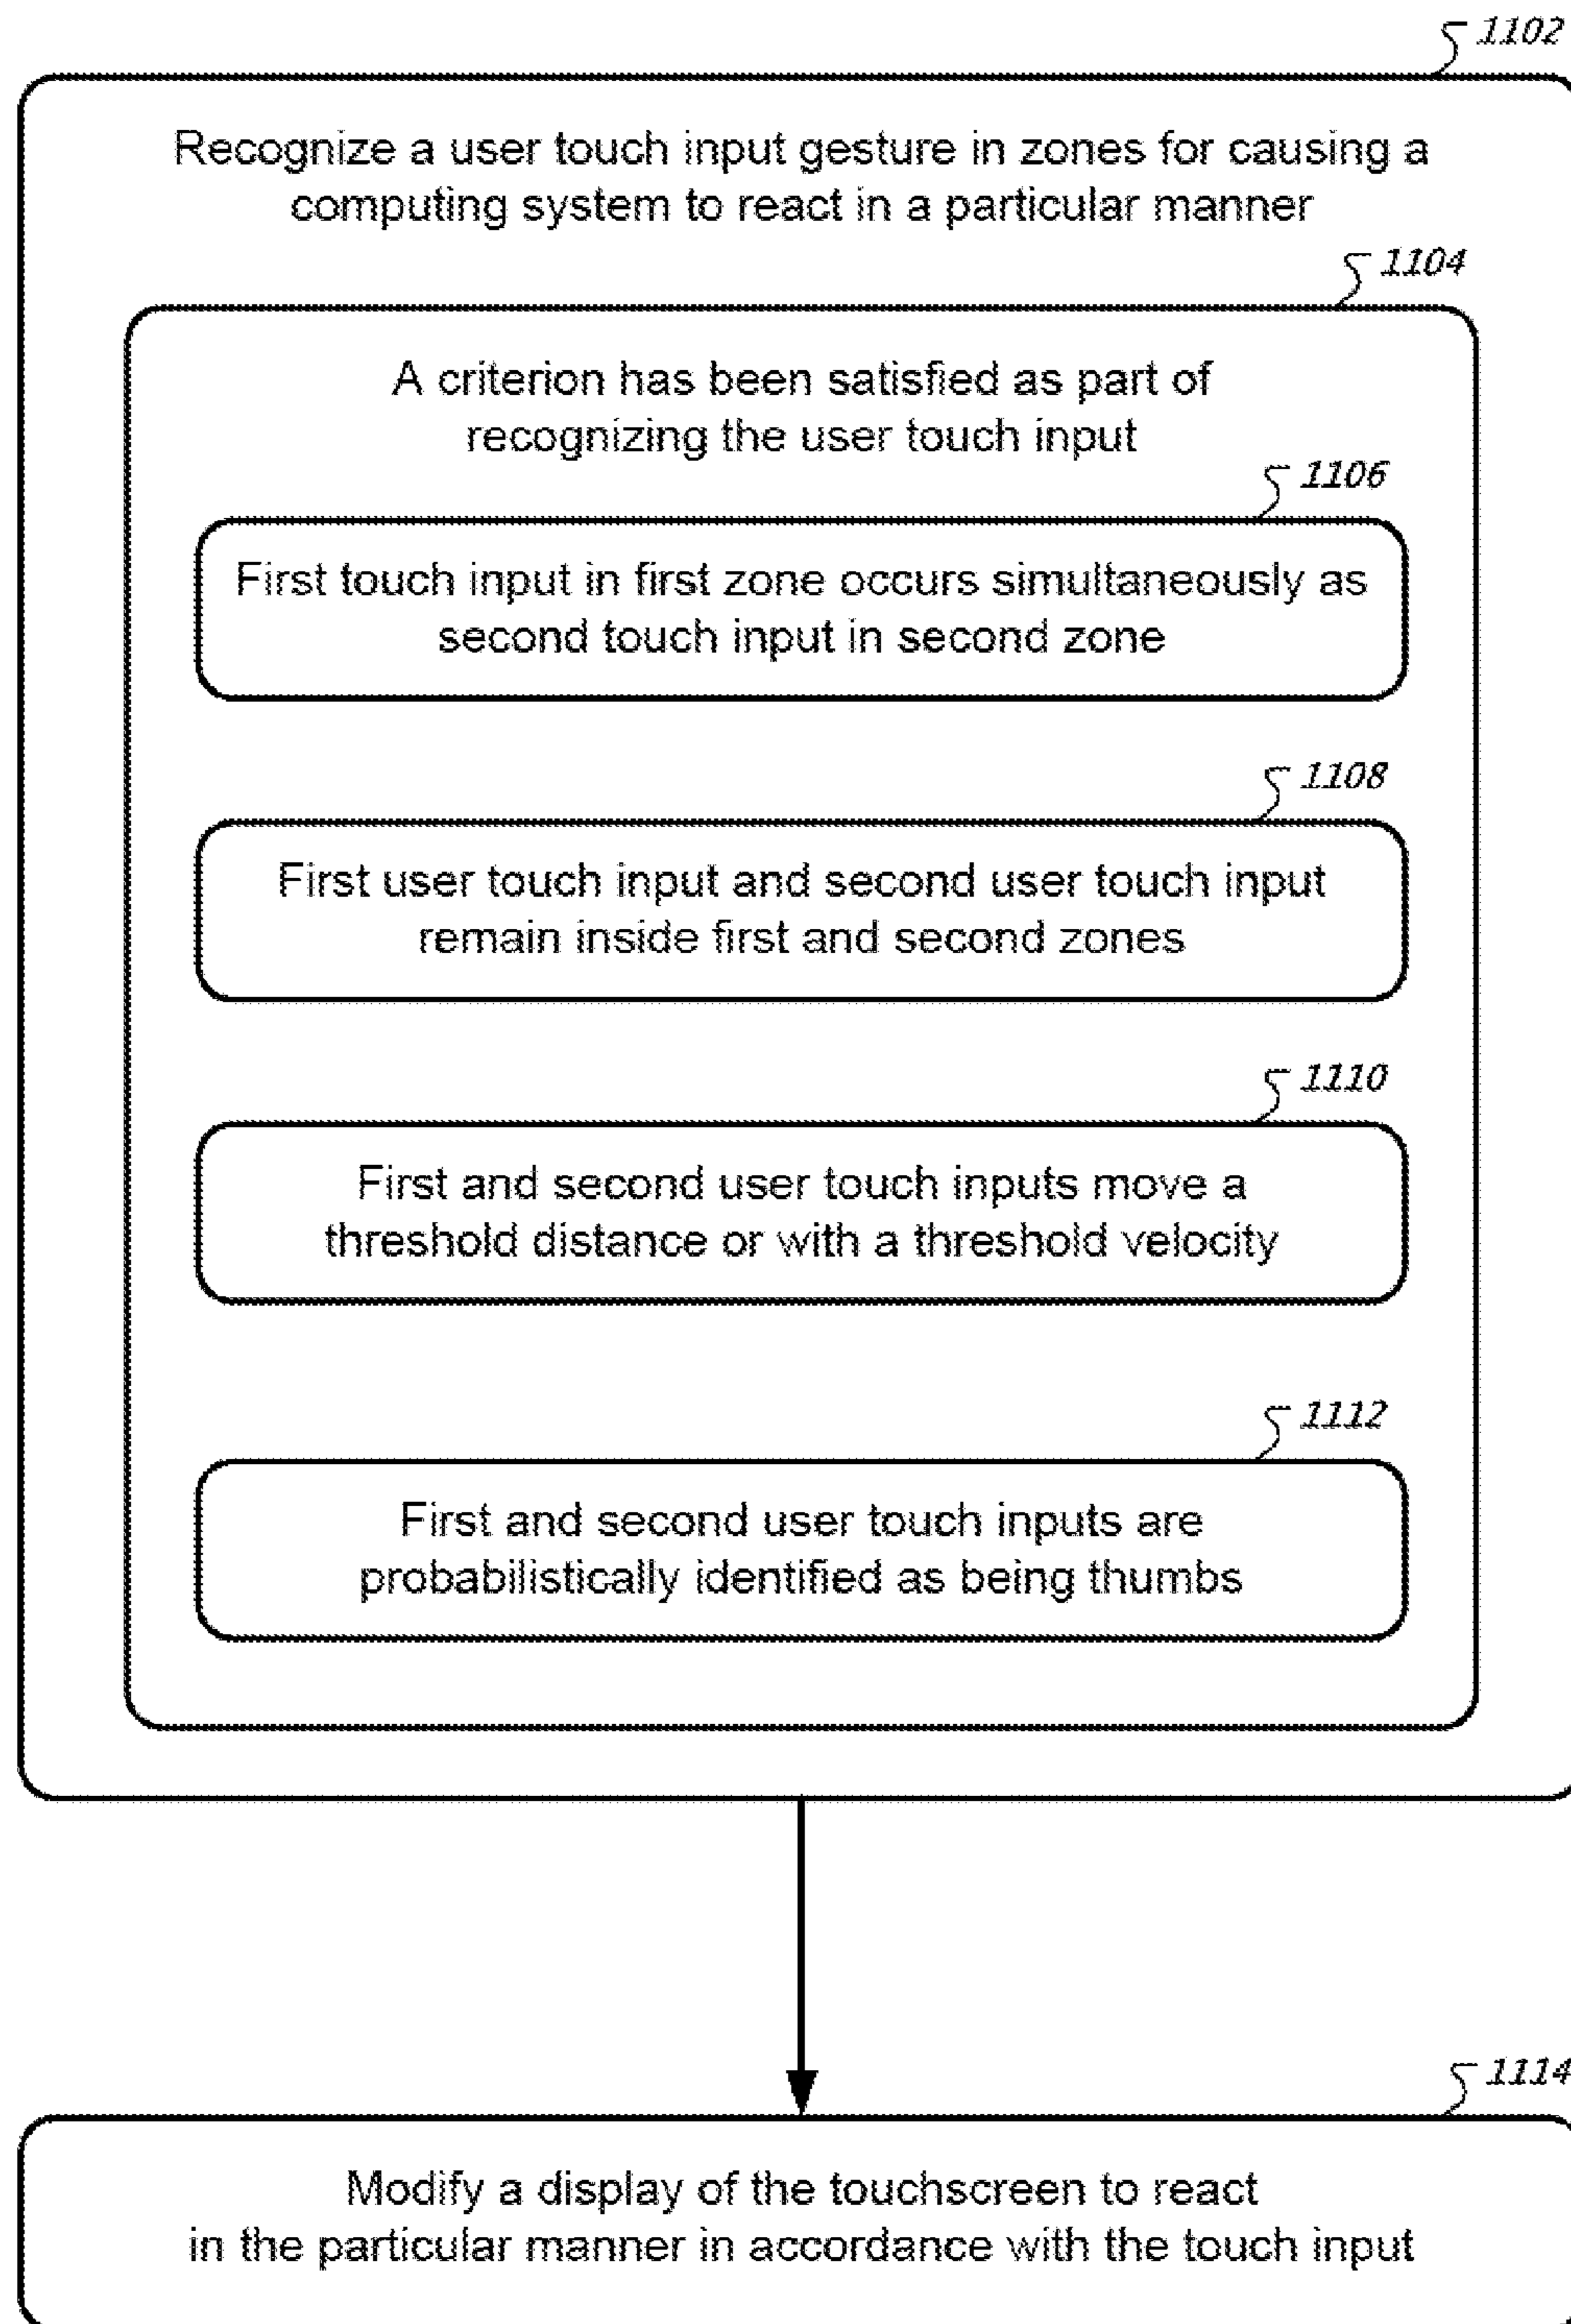 1102
Recognize a user touch input gesture in zones for causing a
computing system to react in a particular manner
1104
A criterion has been satisfied as part of
recognizing the user touch input
1106
First touch input in first zone occurs simultaneously as
second touch input in second zone
1108
First user touch input and second user touch input
remain inside first and second zones
1110
First and second user touch inputs move a
threshold distance or with a threshold velocity
1112
First and second user touch inputs are
probabilistically identified as being thumbs
1114
Modify a display of the touchscreen to react
in the particular manner in accordance with the touch input